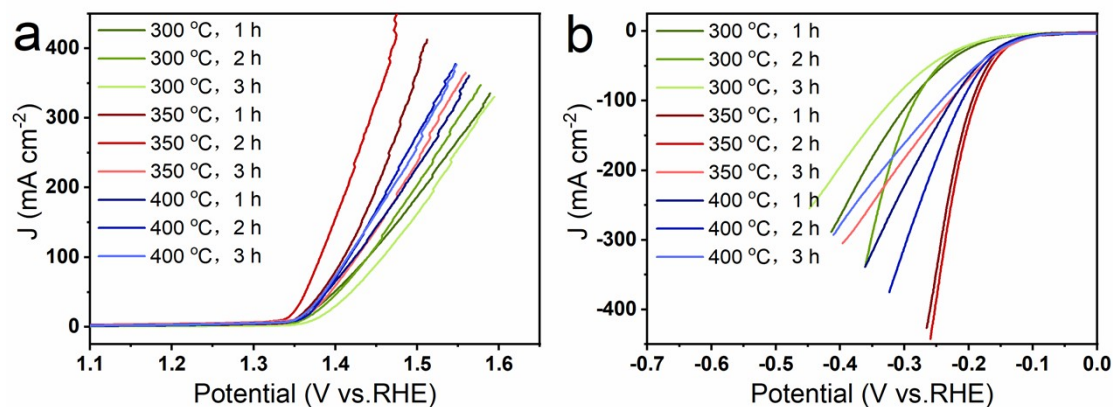 a
400
300
200
100
0
J (mA cm⁻²)
300 °C, 1 h
300 °C, 2 h
300 °C, 3 h
350 °C, 1 h
350 °C, 2 h
350 °C, 3 h
400 °C, 1 h
400 °C, 2 h
400 °C, 3 h
1.1 1.2 1.3 1.4 1.5 1.6
Potential (V vs.RHE)
b
0
-100
-200
-300
-400
J (mA cm⁻²)
300 °C, 1 h
300 °C, 2 h
300 °C, 3 h
350 °C, 1 h
350 °C, 2 h
350 °C, 3 h
400 °C, 1 h
400 °C, 2 h
400 °C, 3 h
-0.7 -0.6 -0.5 -0.4 -0.3 -0.2 -0.1 0.0
Potential (V vs.RHE)